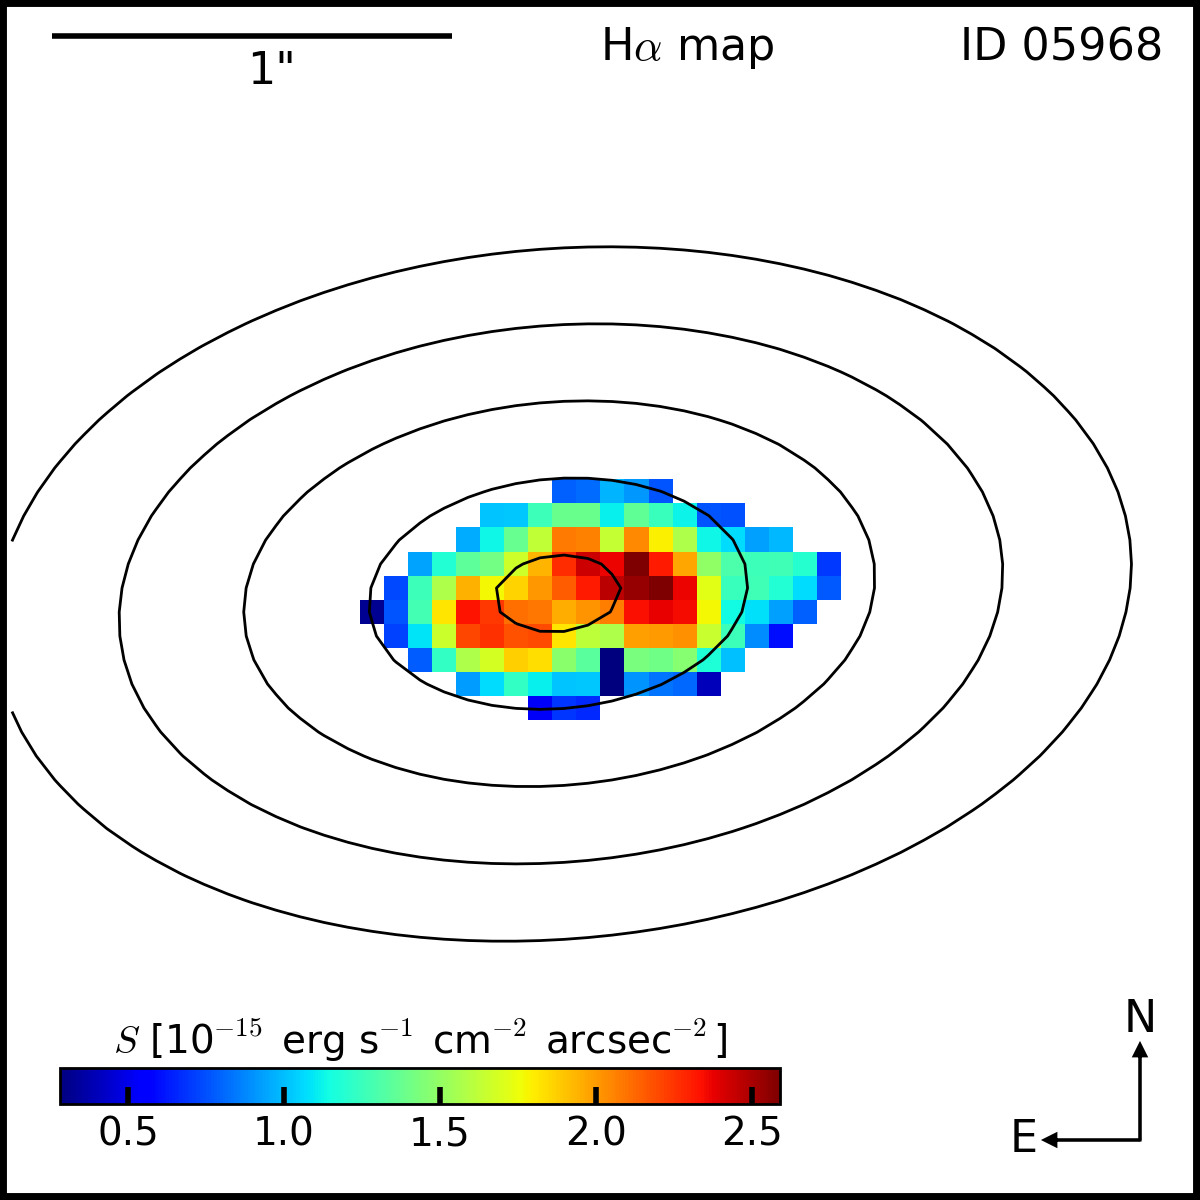 1"
Hα map
ID 05968
S [10⁻¹⁵ erg s⁻¹ cm⁻² arcsec⁻²]
0.5 1.0 1.5 2.0 2.5
N
E